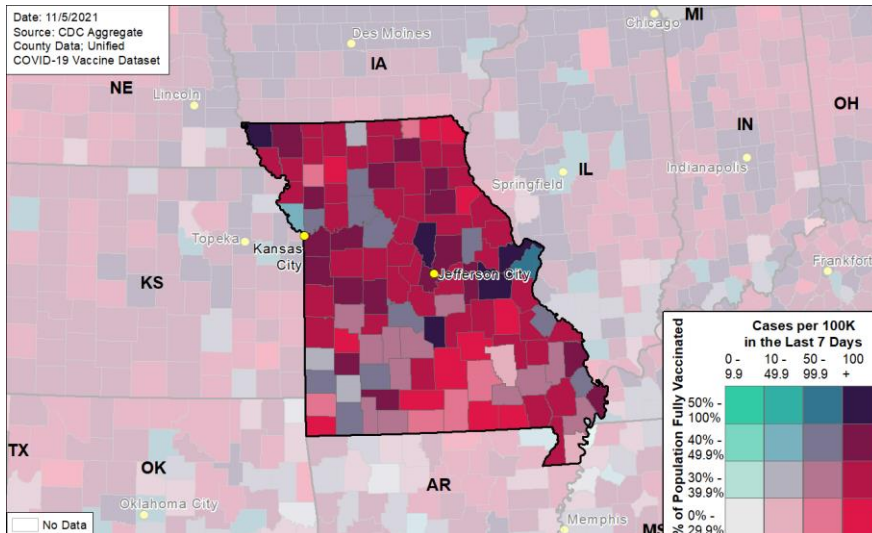 Date: 11/5/2021
Source: CDC Aggregate
County Data; Unified
COVID-19 Vaccine Dataset
Des Moines
Chicago
MI
IA
NE
Lincoln
OH
IN
IL
Indianapolis
Springfield
Topeka
Kansas
City
Jefferson City
Frankfort
KS
TX
OK
Oklahoma City
AR
Memphis
MS
No Data
Cases per 100K
in the Last 7 Days
0 - 10 - 50 - 100
9.9 49.9 99.9 +
% of Population Fully Vaccinated
50% -
100%
40% -
49.9%
30% -
39.9%
0% -
29.9%